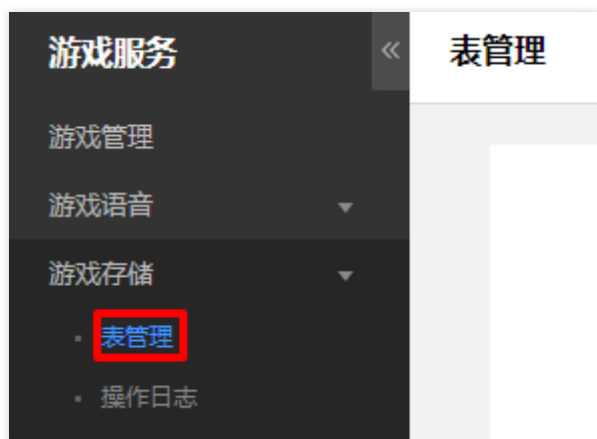 游戏服务
表管理
游戏管理
游戏语音
游戏存储
表管理
操作日志